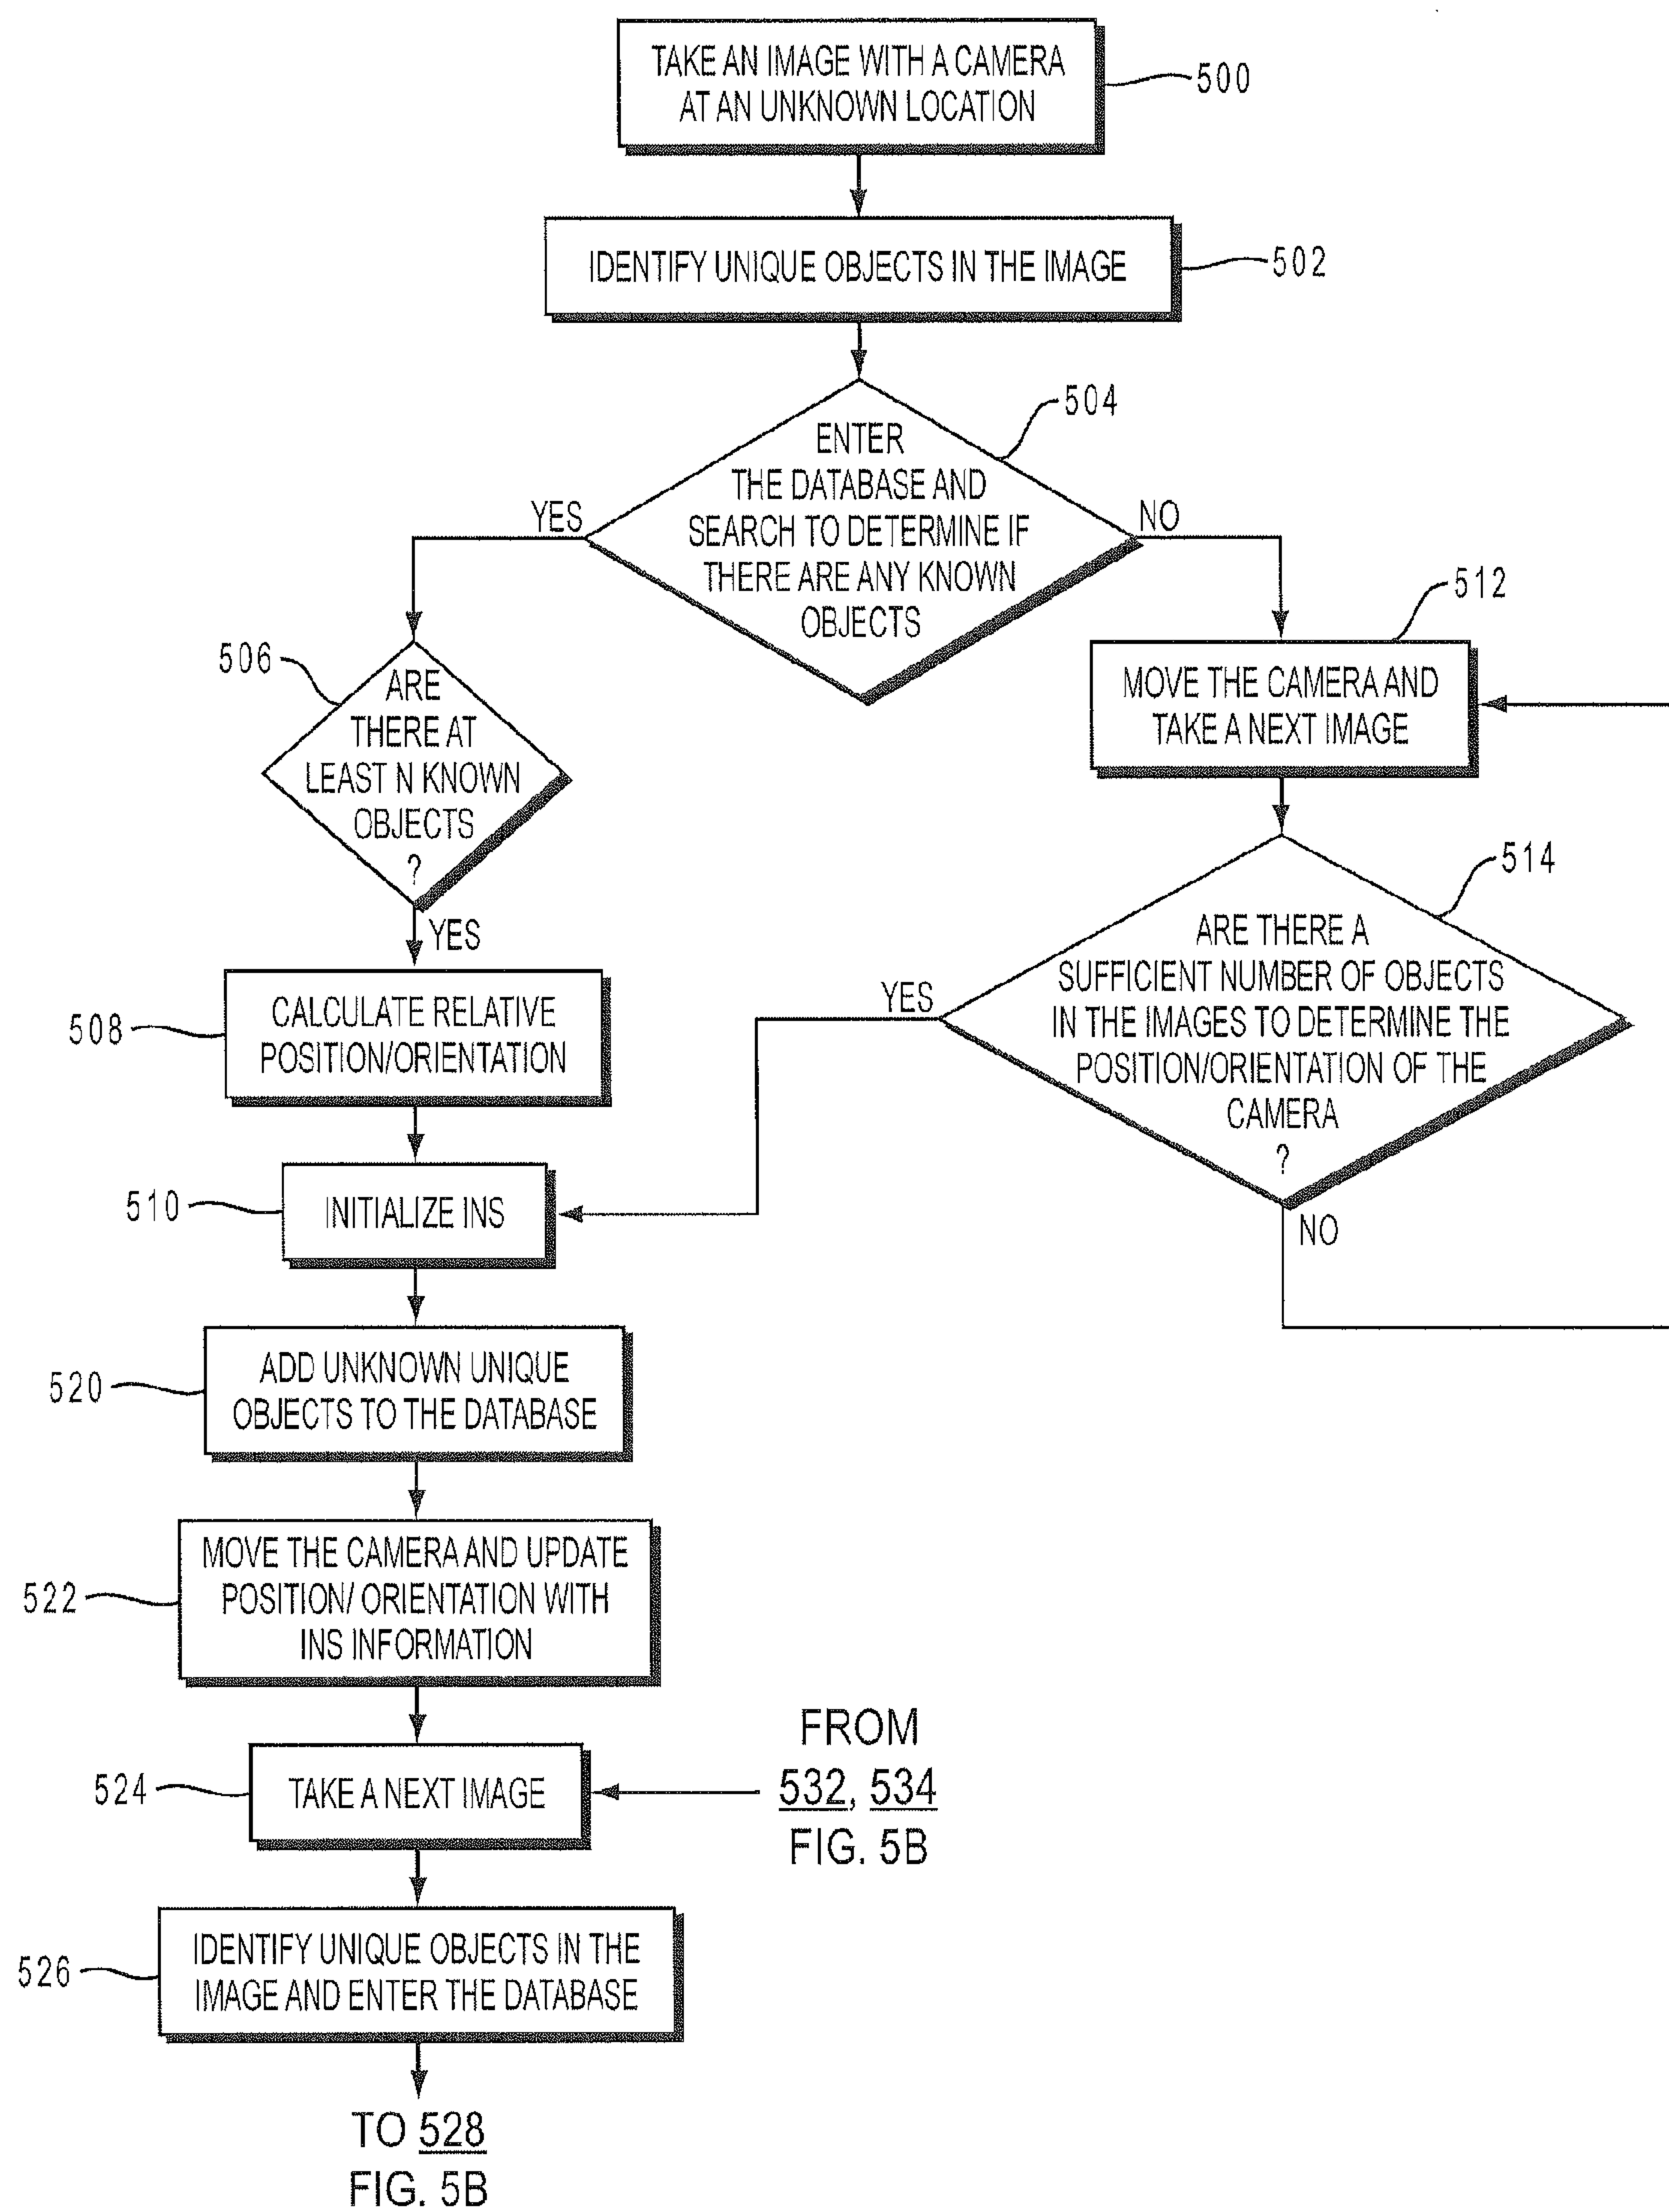 TAKE AN IMAGE WITH A CAMERA
AT AN UNKNOWN LOCATION
500
IDENTIFY UNIQUE OBJECTS IN THE IMAGE
502
504
ENTER
THE DATABASE AND
SEARCH TO DETERMINE IF
THERE ARE ANY KNOWN
OBJECTS
YES
NO
506
ARE
THERE AT
LEAST N KNOWN
OBJECTS
?
YES
512
MOVE THE CAMERA AND
TAKE A NEXT IMAGE
514
ARE THERE A
SUFFICIENT NUMBER OF OBJECTS
IN THE IMAGES TO DETERMINE THE
POSITION/ORIENTATION OF THE
CAMERA
?
YES
NO
508
CALCULATE RELATIVE
POSITION/ORIENTATION
510
INITIALIZE INS
520
ADD UNKNOWN UNIQUE
OBJECTS TO THE DATABASE
522
MOVE THE CAMERA AND UPDATE
POSITION/ ORIENTATION WITH
INS INFORMATION
524
TAKE A NEXT IMAGE
FROM
532, 534
FIG. 5B
526
IDENTIFY UNIQUE OBJECTS IN THE
IMAGE AND ENTER THE DATABASE
TO 528
FIG. 5B